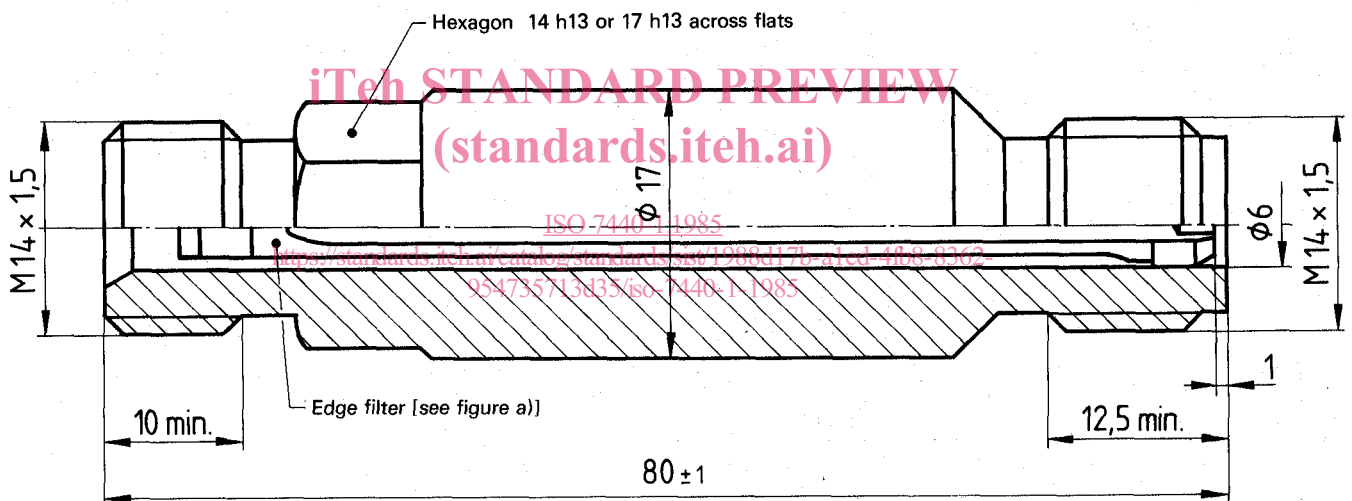 Hexagon 14 h13 or 17 h13 across flats
iTeh STANDARD PREVIEW
(standards.iteh.ai)
M14 × 1,5
ø 17
ø6
M14 × 1,5
ISO 7440-1:1985
https://standards.iteh.ai/catalog/standards/sist/1988d17b-a1ed-4fb8-8362-
954735713d35/iso-7440-1-1985
1
Edge filter [see figure a)]
10 min.
12,5 min.
80 ±1